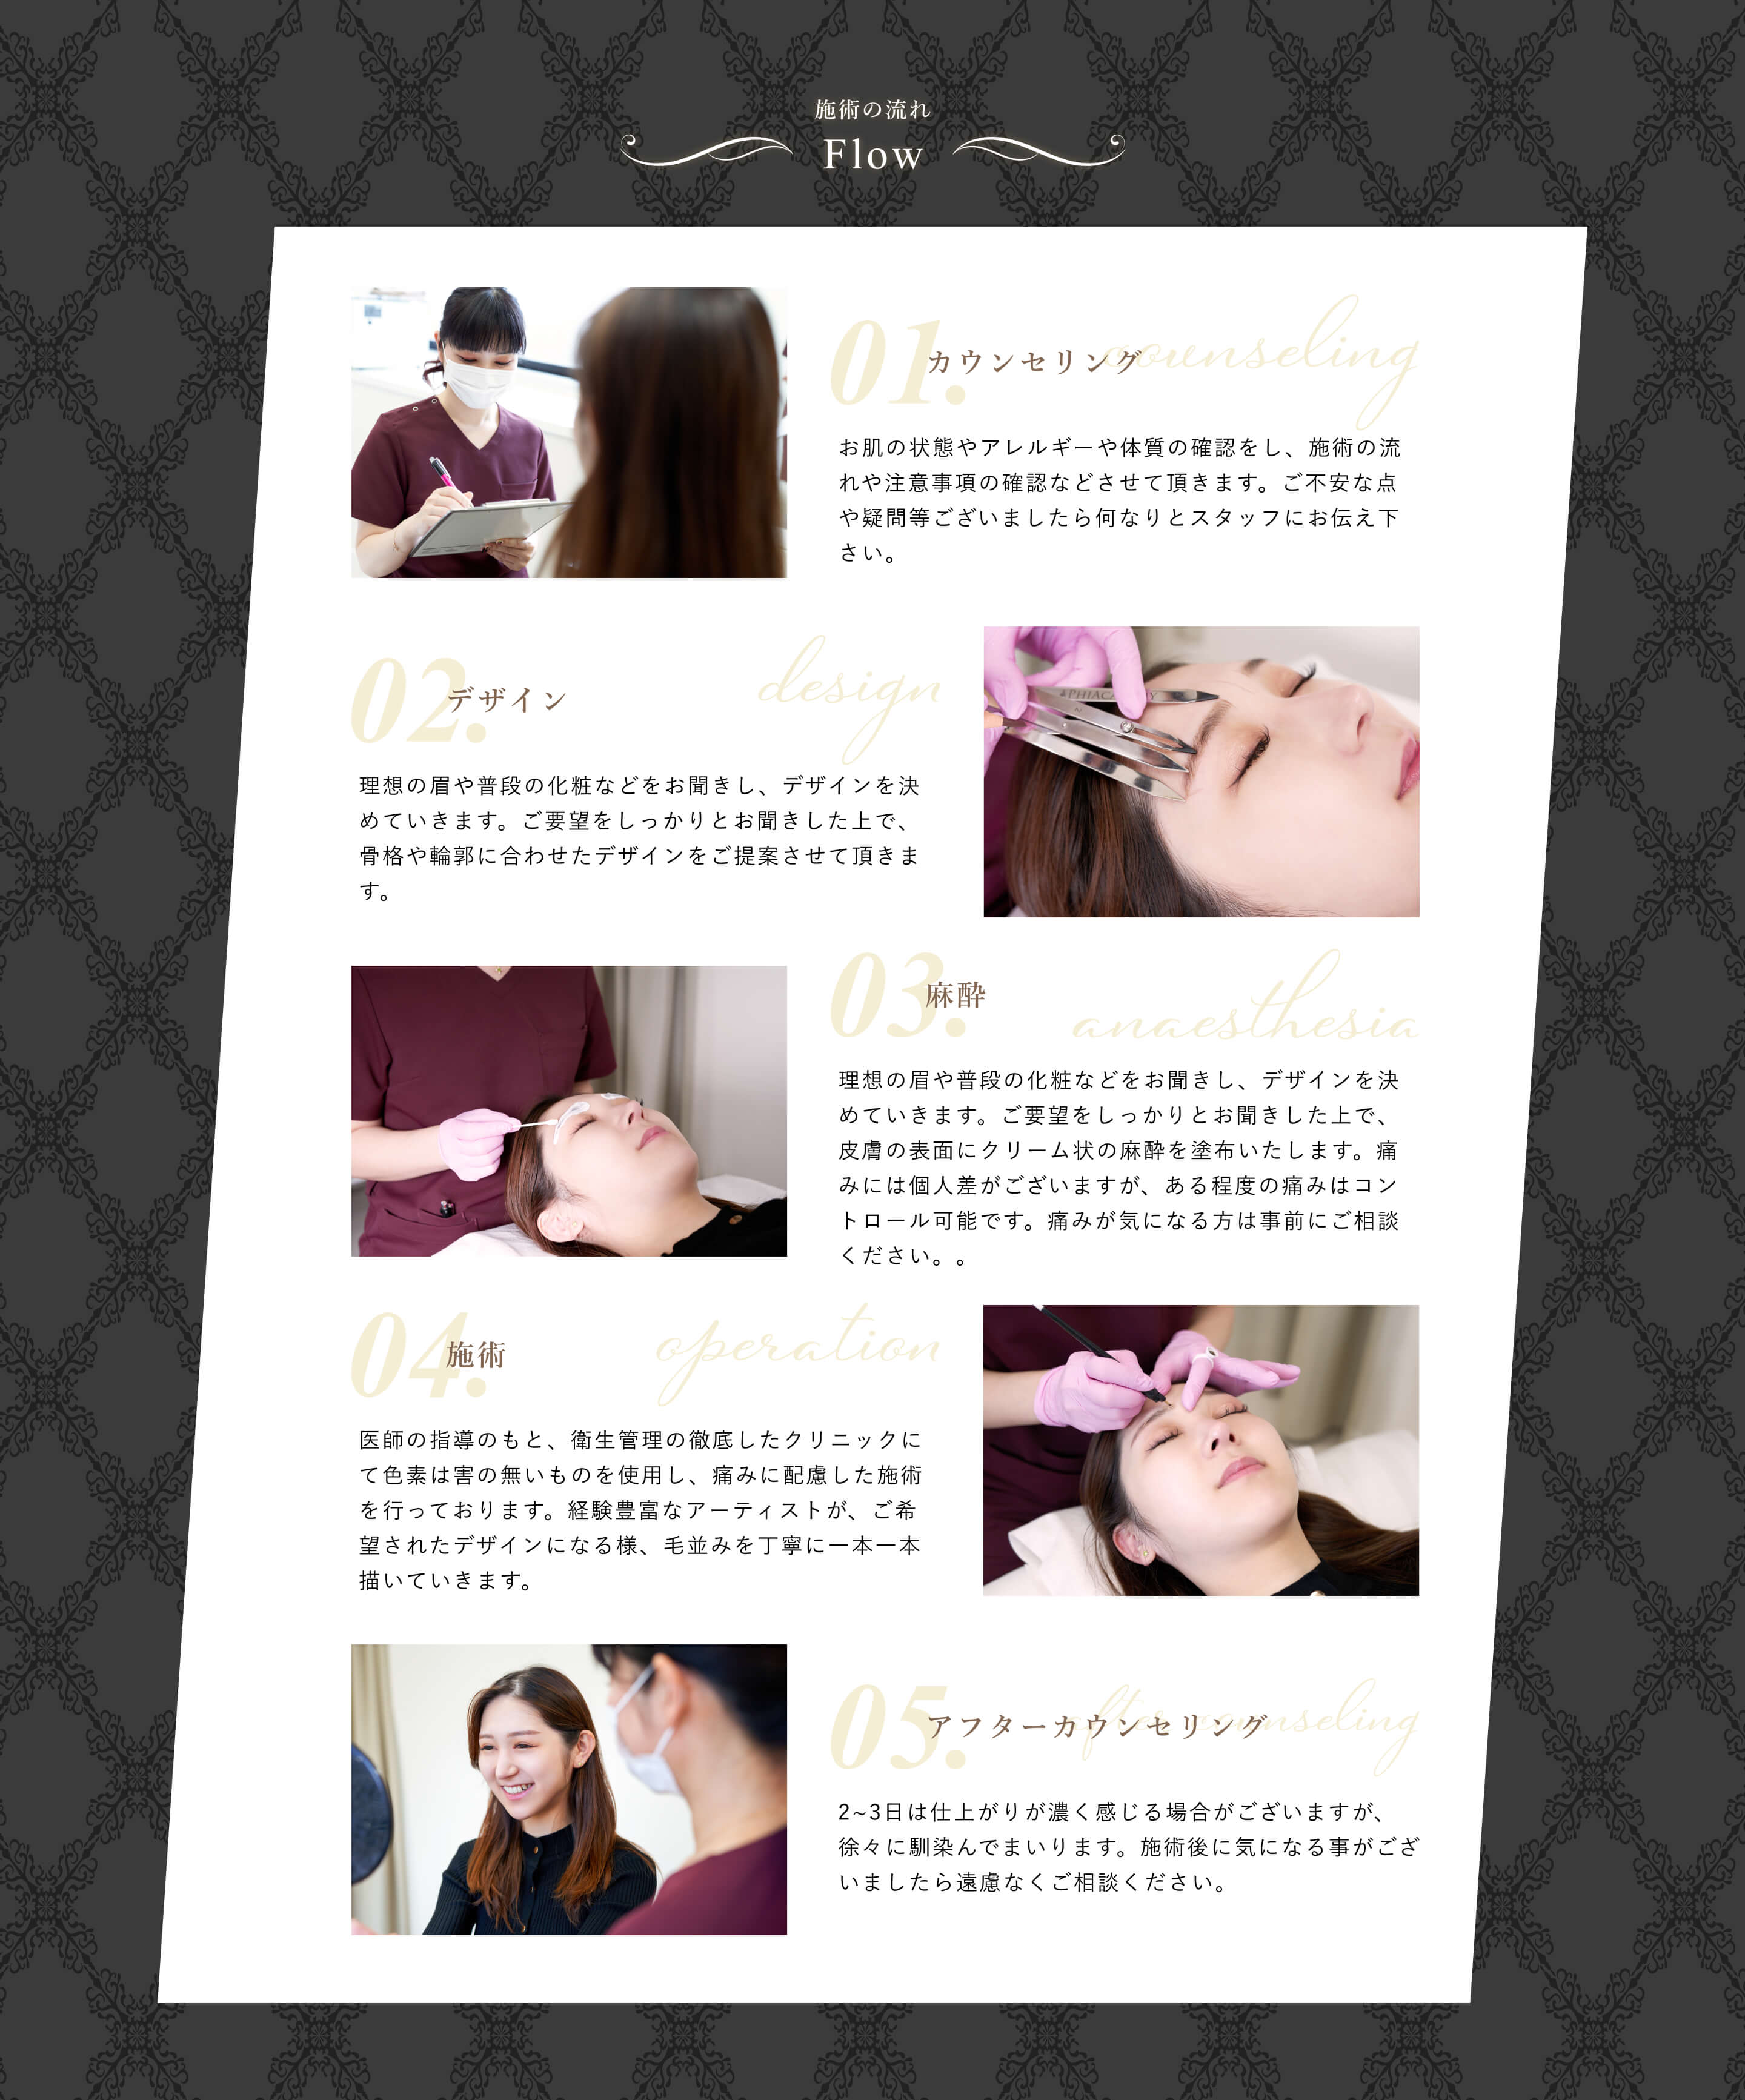 施術の流れ
Flow
01.
カウンセリング
counseling
お肌の状態やアレルギーや体質の確認をし、施術の流
れや注意事項の確認などさせて頂きます。ご不安な点
や疑問等ございましたら何なりとスタッフにお伝え下
さい。
02.
デザイン
design
理想の眉や普段の化粧などをお聞きし、デザインを決
めていきます。ご要望をしっかりとお聞きした上で、
骨格や輪郭に合わせたデザインをご提案させて頂きま
す。
03.
麻酔
anaesthesia
理想の眉や普段の化粧などをお聞きし、デザインを決
めていきます。ご要望をしっかりとお聞きした上で、
皮膚の表面にクリーム状の麻酔を塗布いたします。痛
みには個人差がございますが、ある程度の痛みはコン
トロール可能です。痛みが気になる方は事前にご相談
ください。。
04.
施術
operation
医師の指導のもと、衛生管理の徹底したクリニックに
て色素は害の無いものを使用し、痛みに配慮した施術
を行っております。経験豊富なアーティストが、ご希
望されたデザインになる様、毛並みを丁寧に一本一本
描いていきます。
05.
アフターカウンセリング
after counseling
2~3日は仕上がりが濃く感じる場合がございますが、
徐々に馴染んでまいります。施術後に気になる事がござ
いましたら遠慮なくご相談ください。